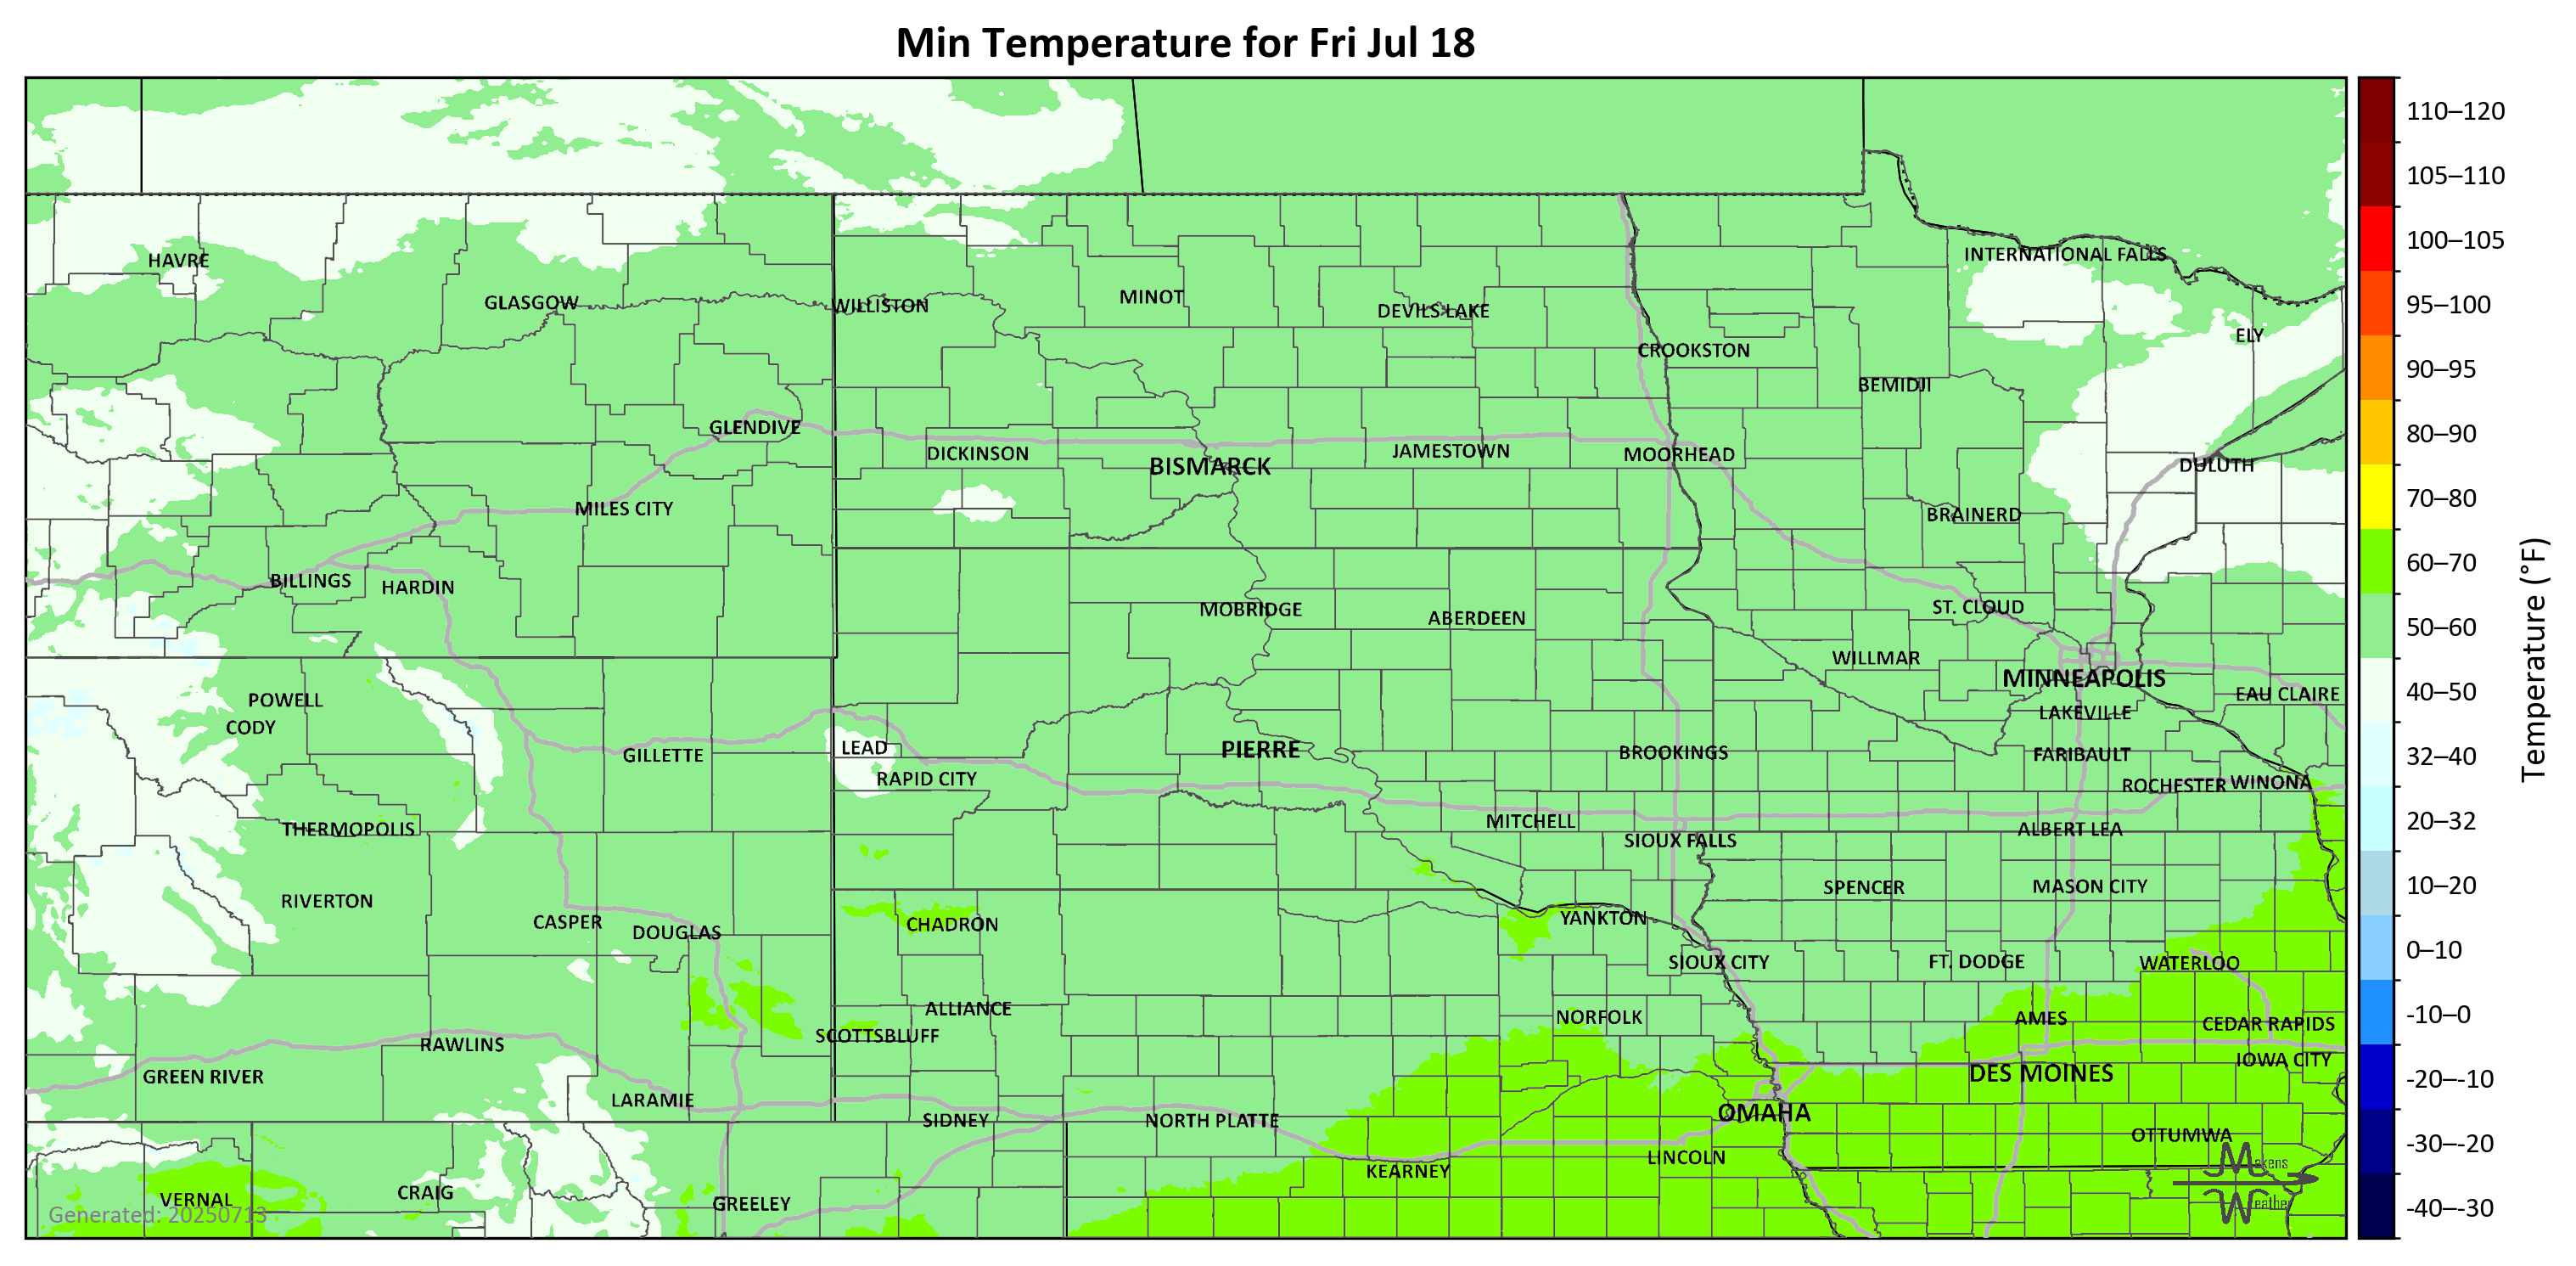 Min Temperature for Fri Jul 18
110–120
105–110
100–105
95–100
90–95
80–90
70–80
60–70
50–60
40–50
32–40
20–32
10–20
0–10
-10–0
-20–-10
-30–-20
-40–-30
Temperature (°F)
INTERNATIONAL FALLS
HAVRE
GLASGOW
WILLISTON
MINOT
DEVILS LAKE
ELY
CROOKSTON
BEMIDJI
GLENDIVE
DICKINSON
BISMARCK
JAMESTOWN
MOORHEAD
DULUTH
MILES CITY
BRAINERD
BILLINGS
HARDIN
MOBRIDGE
ABERDEEN
ST. CLOUD
WILLMAR
MINNEAPOLIS
EAU CLAIRE
POWELL
CODY
LAKEVILLE
GILLETTE
LEAD
RAPID CITY
PIERRE
BROOKINGS
FARIBAULT
ROCHESTER
WINONA
THERMOPOLIS
MITCHELL
SIOUX FALLS
ALBERT LEA
RIVERTON
SPENCER
MASON CITY
CASPER
DOUGLAS
CHADRON
YANKTON
SIOUX CITY
FT. DODGE
WATERLOO
ALLIANCE
NORFOLK
AMES
CEDAR RAPIDS
SCOTTSBLUFF
RAWLINS
IOWA CITY
GREEN RIVER
DES MOINES
LARAMIE
SIDNEY
NORTH PLATTE
OMAHA
OTTUMWA
LINCOLN
KEARNEY
VERNAL
CRAIG
GREELEY
Generated: 20250713
Makens
Weather